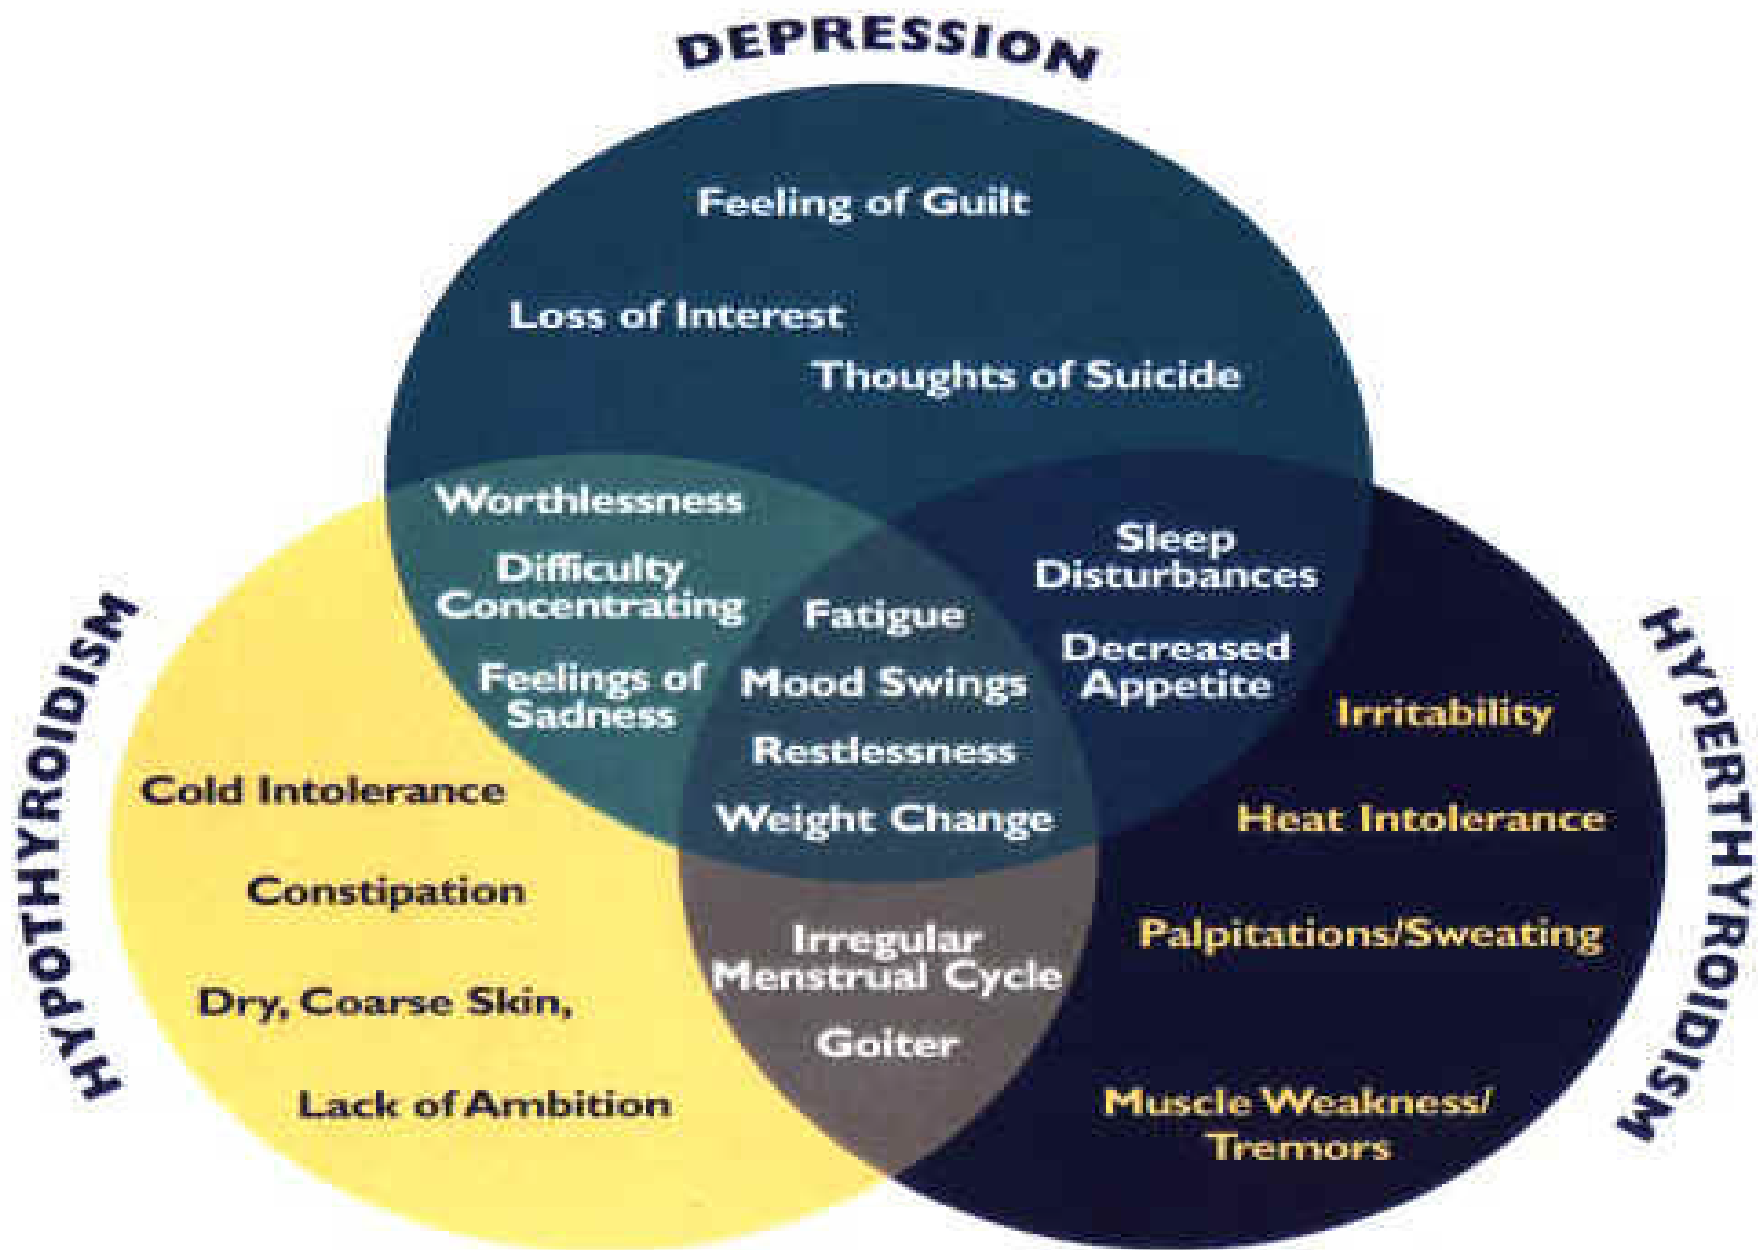 DEPRESSION
Feeling of Guilt
Loss of Interest
Thoughts of Suicide
Worthlessness
Difficulty
Concentrating
Feelings of
Sadness
Fatigue
Mood Swings
Restlessness
Weight Change
Sleep
Disturbances
Decreased
Appetite
HYPOTHYROIDISM
Cold Intolerance
Constipation
Dry, Coarse Skin,
Lack of Ambition
Irregular
Menstrual Cycle
Goiter
HYPERTHYROIDISM
Irritability
Heat Intolerance
Palpitations/Sweating
Muscle Weakness/
Tremors